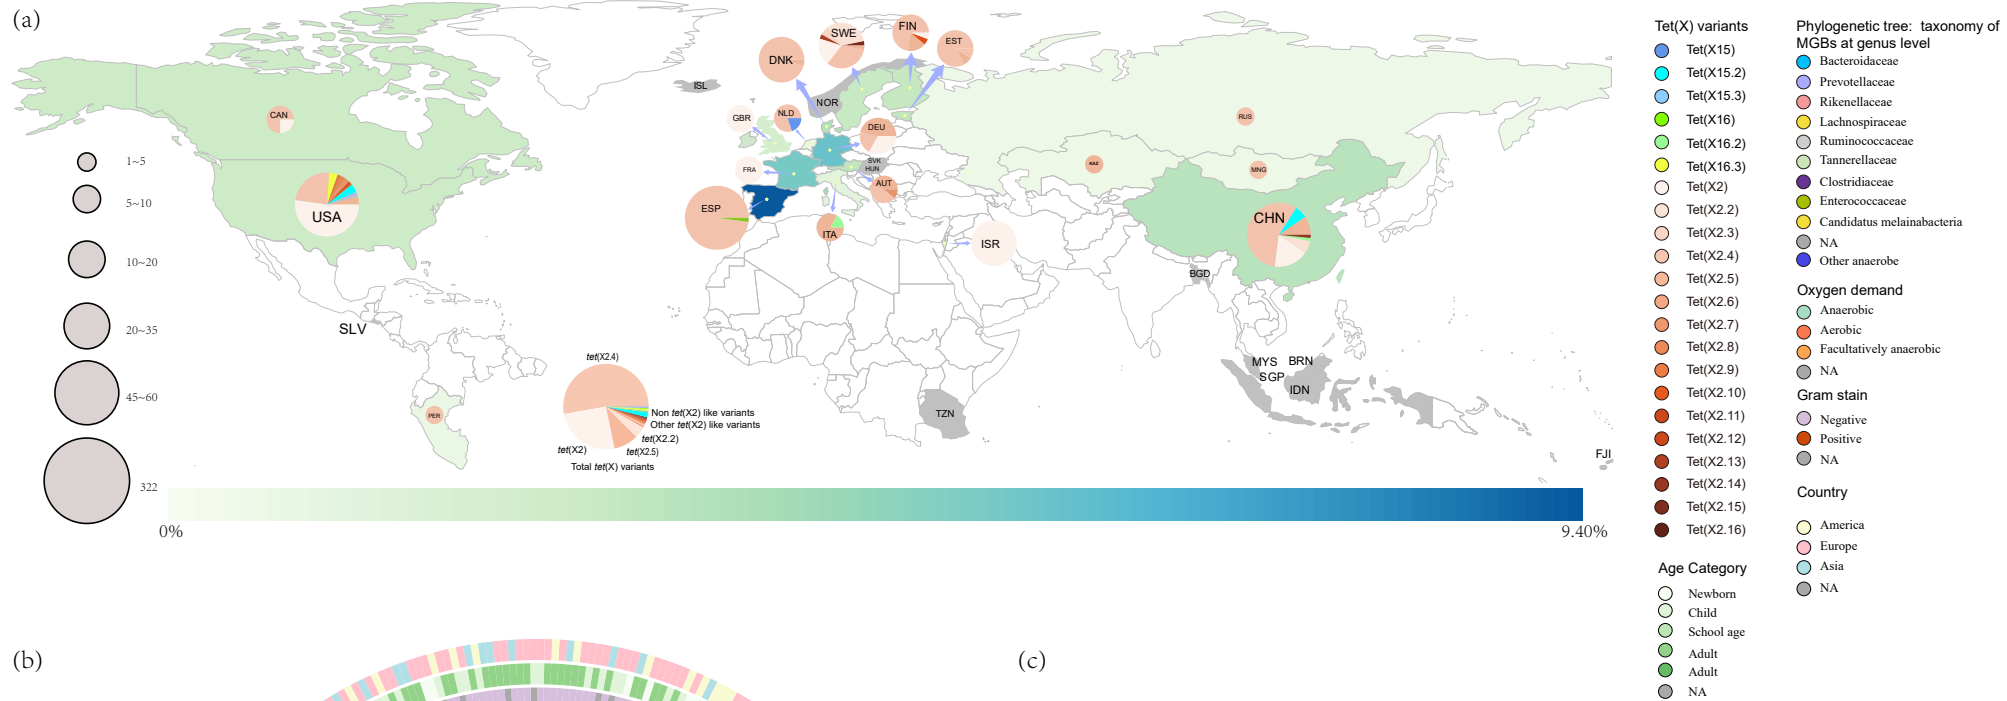 (a)
CAN
USA
1~5
5~10
10~20
20~35
45~60
322
SLV
PER
ISL
NOR
DNK
SWE
FIN
EST
GBR
NLD
DEU
FRA
SVK
HUN
AUT
ESP
ITA
ISR
RUS
KAZ
MNG
CHN
BGD
MYS
BRN
SGP
IDN
TZN
FJI
tet(X2.4)
Non tet(X2) like variants
Other tet(X2) like variants
tet(X2.2)
tet(X2)
tet(X2.5)
Total tet(X) variants
0%
9.40%
Tet(X) variants
Tet(X15)
Tet(X15.2)
Tet(X15.3)
Tet(X16)
Tet(X16.2)
Tet(X16.3)
Tet(X2)
Tet(X2.2)
Tet(X2.3)
Tet(X2.4)
Tet(X2.5)
Tet(X2.6)
Tet(X2.7)
Tet(X2.8)
Tet(X2.9)
Tet(X2.10)
Tet(X2.11)
Tet(X2.12)
Tet(X2.13)
Tet(X2.14)
Tet(X2.15)
Tet(X2.16)
Age Category
Newborn
Child
School age
Adult
Adult
NA
Phylogenetic tree: taxonomy of
MGBs at genus level
Bacteroidaceae
Prevotellaceae
Rikenellaceae
Lachnospiraceae
Ruminococcaceae
Tannerellaceae
Clostridiaceae
Enterococcaceae
Candidatus melainabacteria
NA
Other anaerobe
Oxygen demand
Anaerobic
Aerobic
Facultatively anaerobic
NA
Gram stain
Negative
Positive
NA
Country
America
Europe
Asia
NA
(b)
(c)